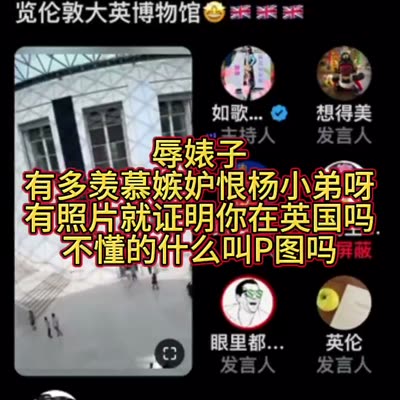 览伦敦大英博物馆🤩🇬🇧🇬🇧🇬🇧
如歌...
想得美
主持人
发言人
辱婊子
有多羡慕嫉妒恨杨小弟呀
有照片就证明你在英国吗
屏蔽
不懂的什么叫P图吗
眼里都...
英伦
发言人
发言人